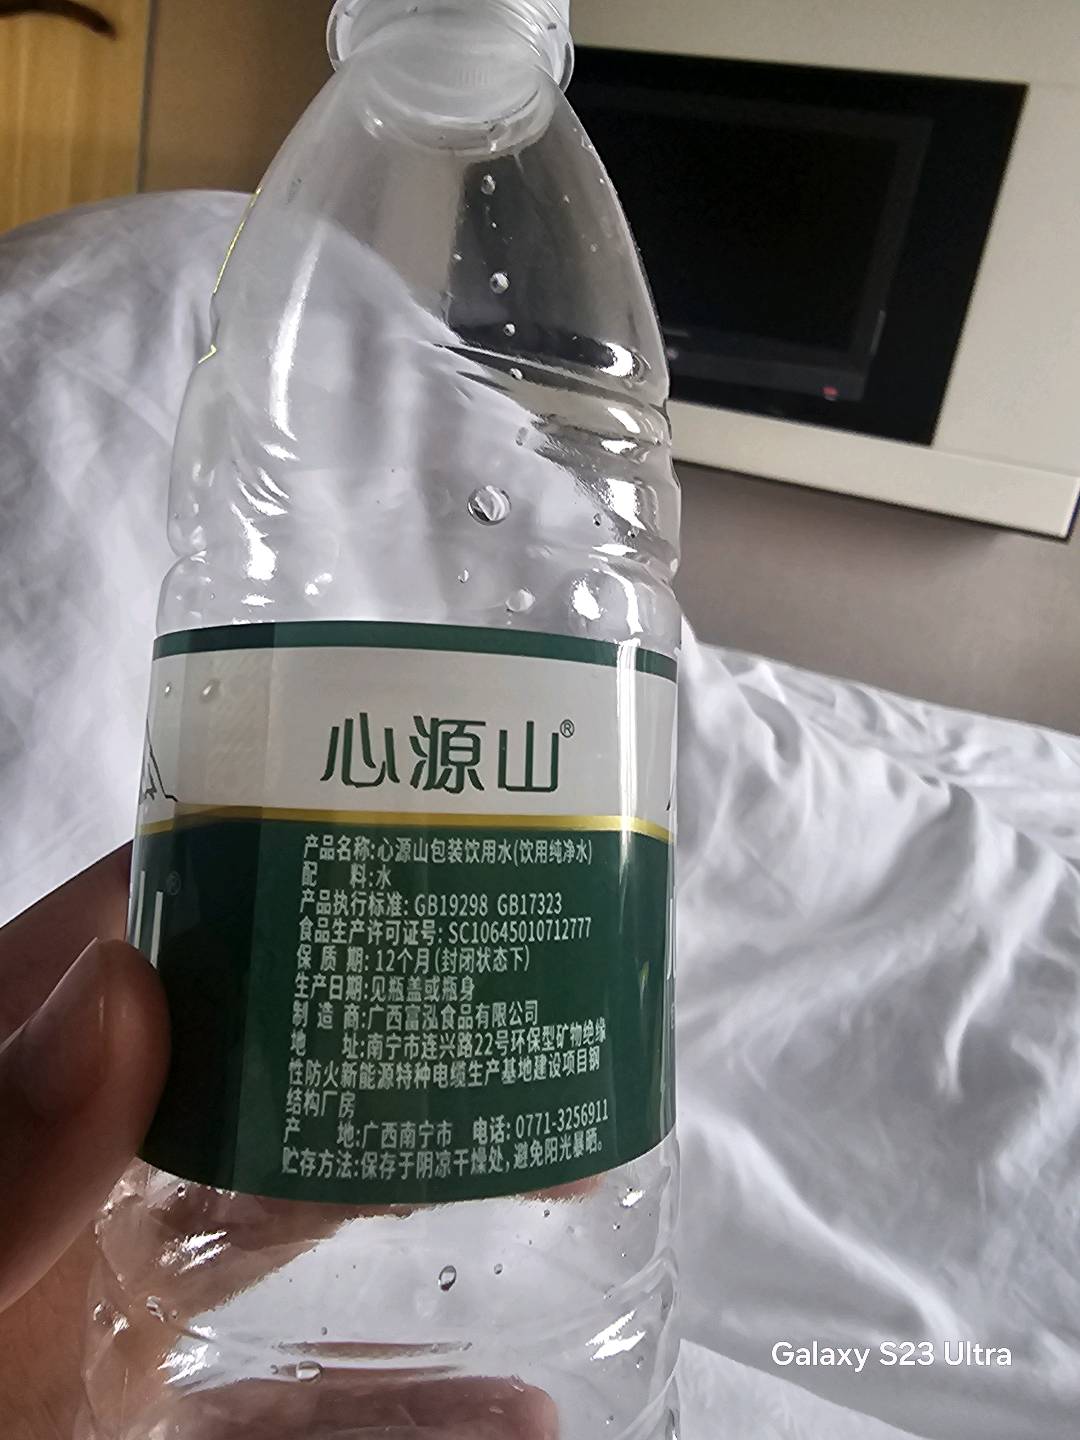 心源山®
产品名称:心源山包装饮用水(饮用纯净水)
配 料:水
产品执行标准: GB19298 GB17323
食品生产许可证号: SC10645010712777
保 质 期: 12个月(封闭状态下)
生产日期:见瓶盖或瓶身
制 造 商:广西富泓食品有限公司
地 址:南宁市连兴路22号环保型矿物绝缘
性防火新能源特种电缆生产基地建设项目钢
结构厂房
产 地:广西南宁市 电话: 0771-3256911
贮存方法:保存于阴凉干燥处, 避免阳光暴晒。
山®
Galaxy S23 Ultra